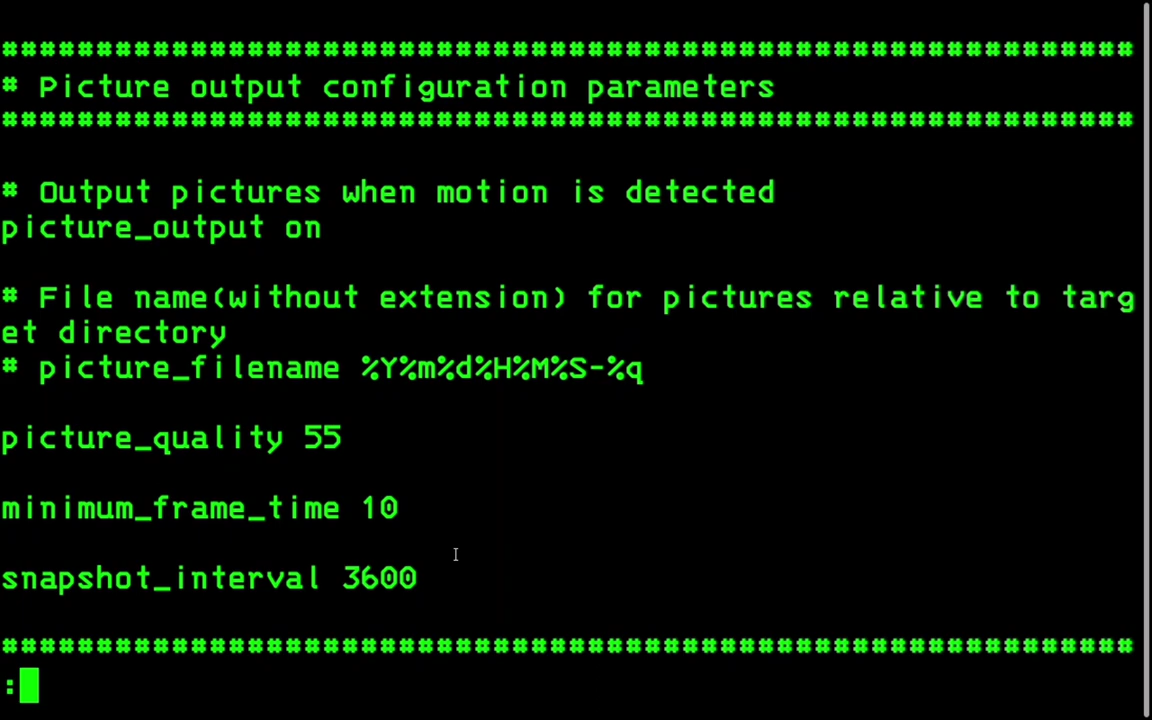 ############################################################
# Picture output configuration parameters
############################################################
# Output pictures when motion is detected
picture_output on
# File name(without extension) for pictures relative to targ
et directory
# picture_filename %Y%m%d%H%M%S-%q
picture_quality 55
minimum_frame_time 10
snapshot_interval 3600
############################################################
: